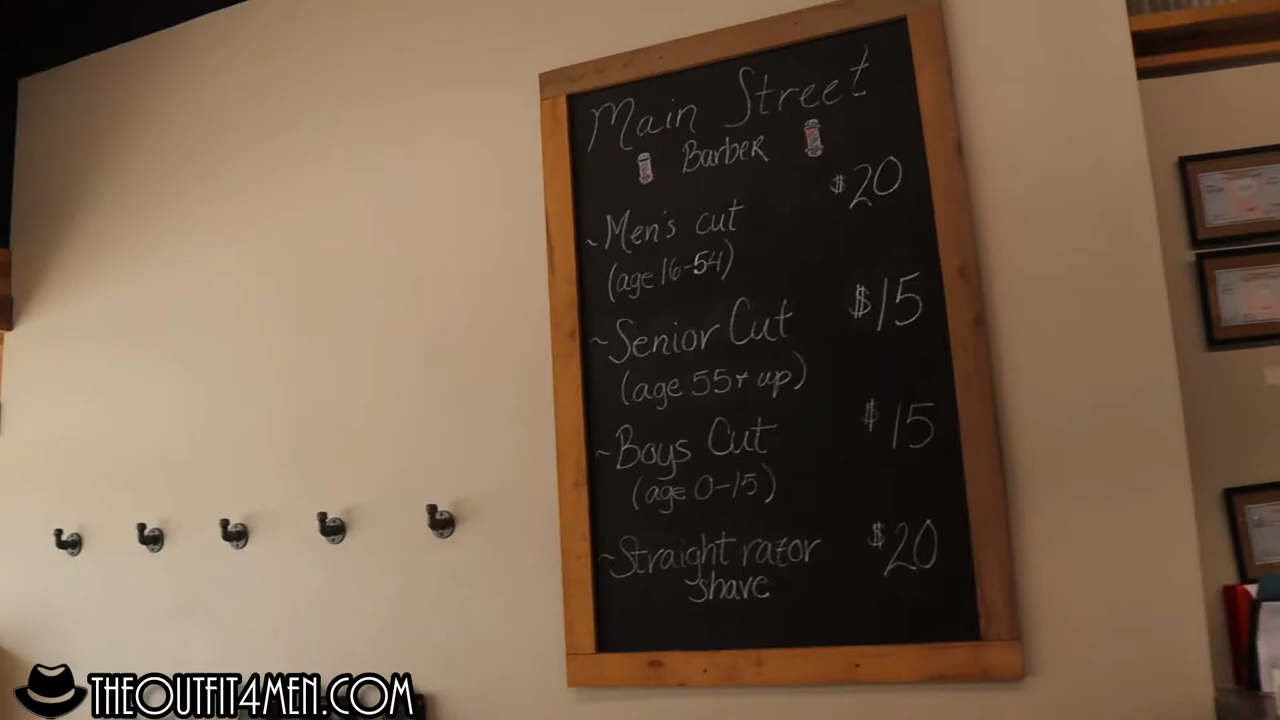 Main Street
Barber
~Men's cut $20
(age 16-54)
~Senior Cut $15
(age 55+ up)
~Boys Cut $15
(age 0-15)
~Straight razor $20
shave
THEOUTFIT4MEN.COM